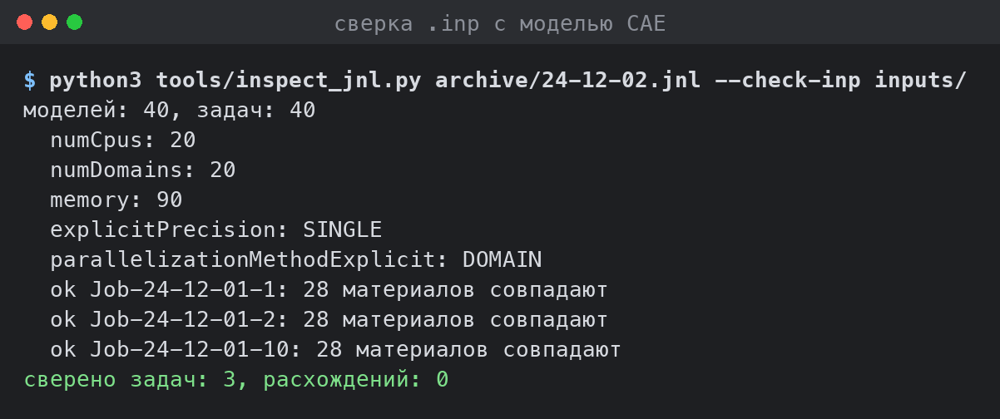 сверка .inp с моделью CAE
$ python3 tools/inspect_jnl.py archive/24-12-02.jnl --check-inp inputs/
моделей: 40, задач: 40
numCpus: 20
numDomains: 20
memory: 90
explicitPrecision: SINGLE
parallelizationMethodExplicit: DOMAIN
ok Job-24-12-01-1: 28 материалов совпадают
ok Job-24-12-01-2: 28 материалов совпадают
ok Job-24-12-01-10: 28 материалов совпадают
сверено задач: 3, расхождений: 0